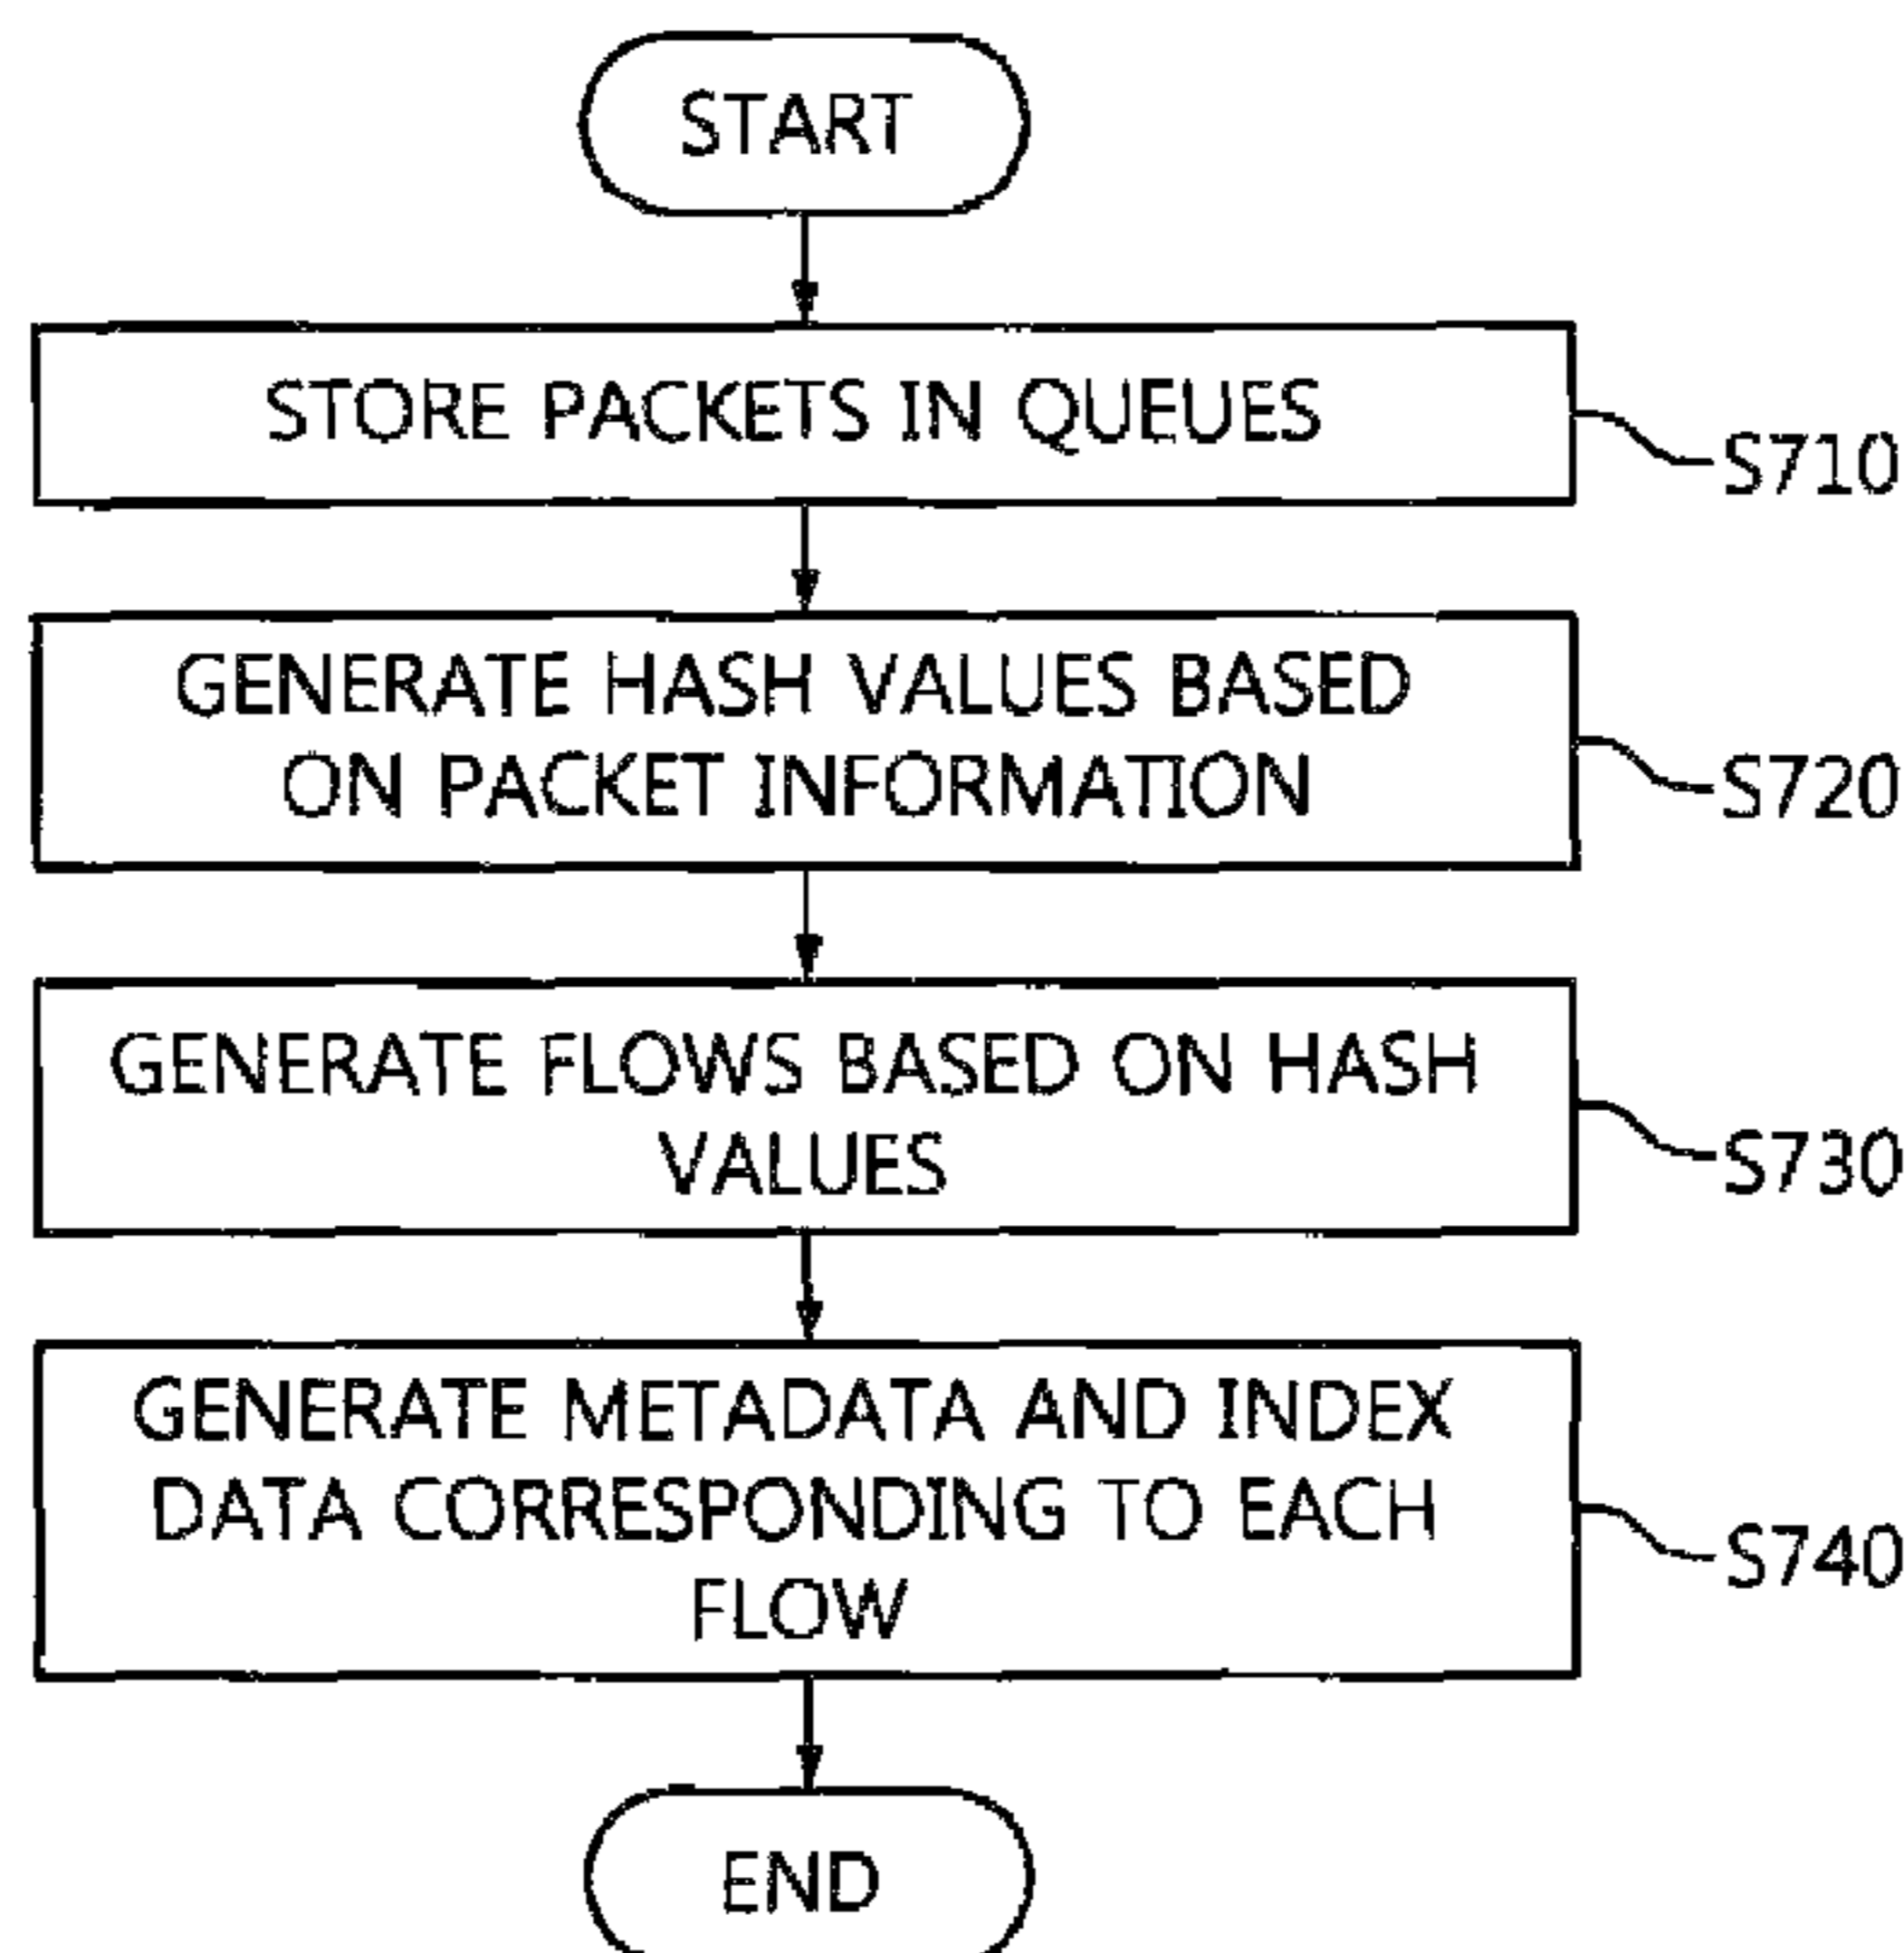 START
STORE PACKETS IN QUEUES
S710
GENERATE HASH VALUES BASED
ON PACKET INFORMATION
S720
GENERATE FLOWS BASED ON HASH
VALUES
S730
GENERATE METADATA AND INDEX
DATA CORRESPONDING TO EACH
FLOW
S740
END